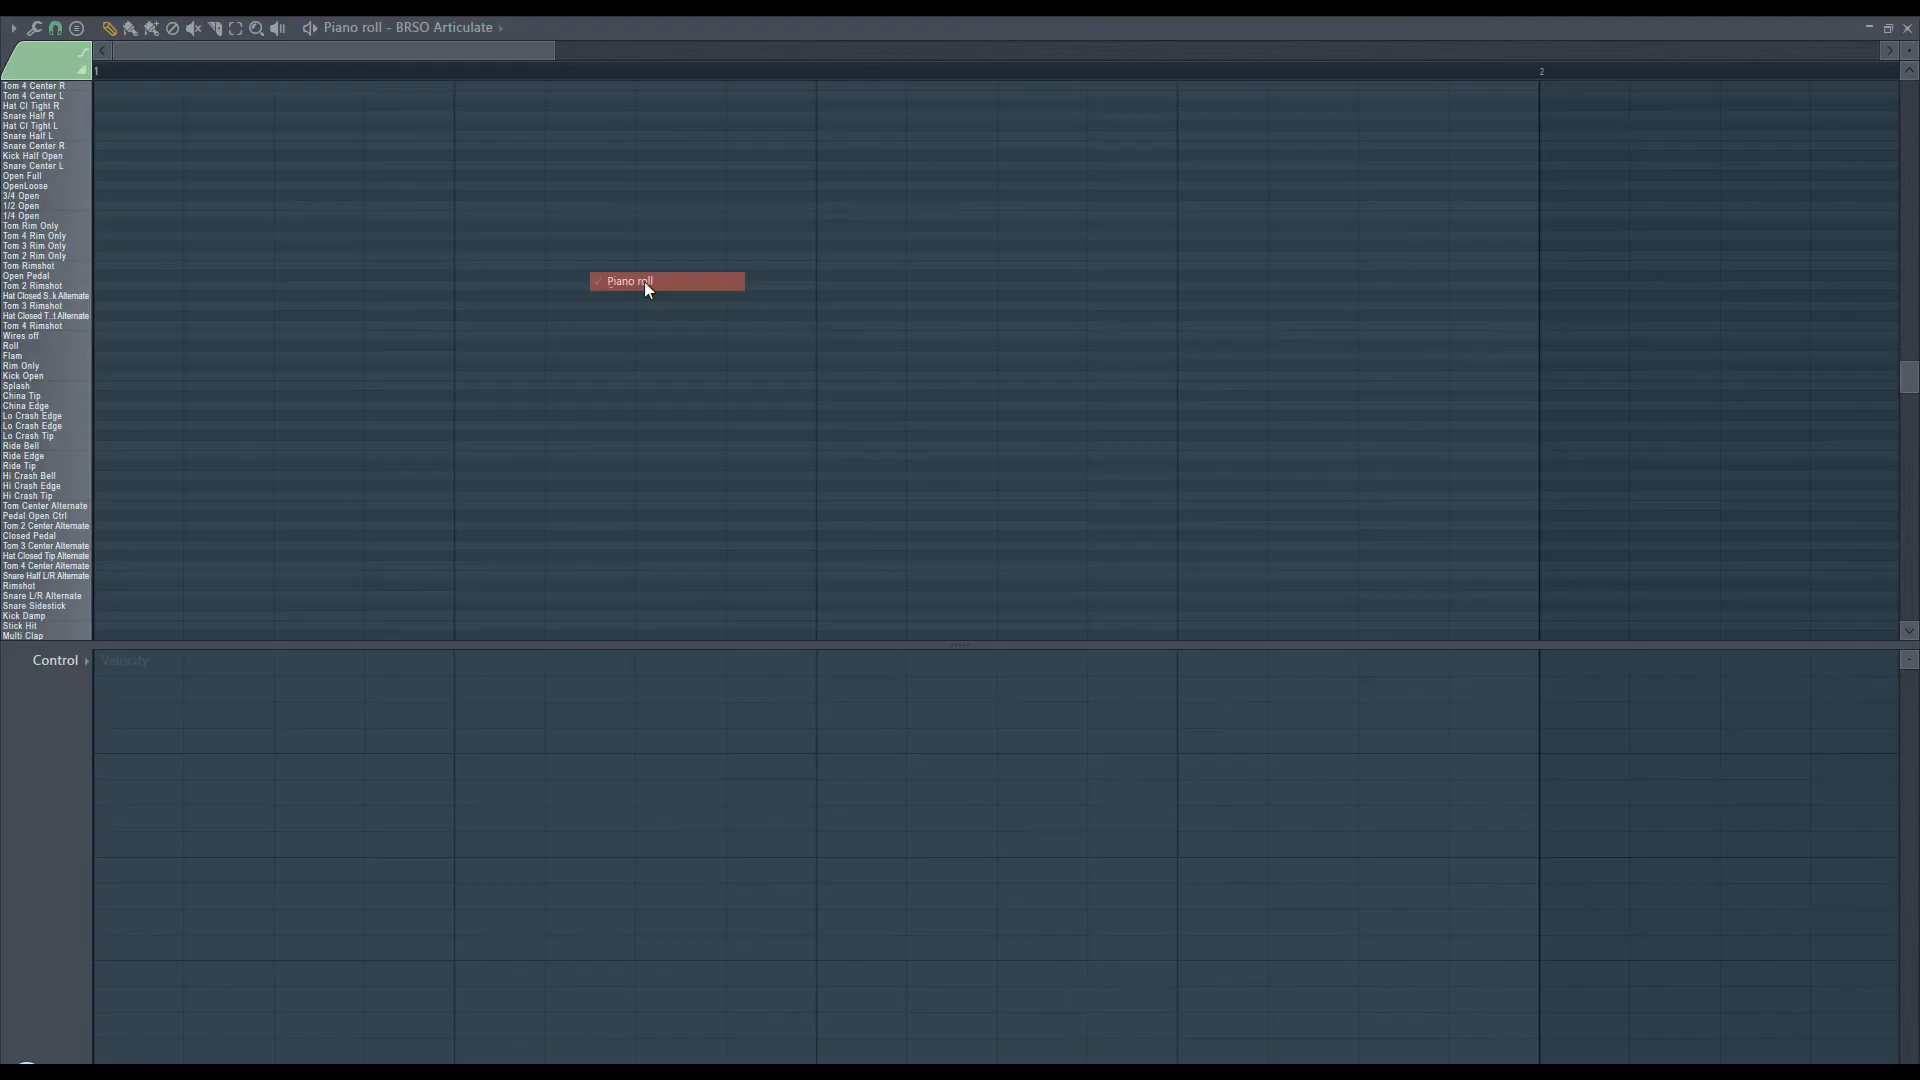 Piano roll - BRSO Articulate
1
2
Tom 4 Center R
Tom 4 Center L
Hat Cl Tight R
Snare Half R
Hat Cl Tight L
Snare Half L
Snare Center R
Kick Half Open
Snare Center L
Open Full
OpenLoose
3/4 Open
1/2 Open
1/4 Open
Tom Rim Only
Tom 4 Rim Only
Tom 3 Rim Only
Tom 2 Rim Only
Tom Rimshot
Open Pedal
Piano roll
Tom 2 Rimshot
Hat Closed S..k Alternate
Tom 3 Rimshot
Hat Closed T..t Alternate
Tom 4 Rimshot
Wires off
Roll
Flam
Rim Only
Kick Open
Splash
China Tip
China Edge
Lo Crash Edge
Lo Crash Edge
Lo Crash Tip
Ride Bell
Ride Edge
Ride Tip
Hi Crash Bell
Hi Crash Edge
Hi Crash Tip
Tom Center Alternate
Pedal Open Ctrl
Tom 2 Center Alternate
Closed Pedal
Tom 3 Center Alternate
Hat Closed Tip Alternate
Tom 4 Center Alternate
Snare Half L/R Alternate
Rimshot
Snare L/R Alternate
Snare Sidestick
Kick Damp
Stick Hit
Multi Clap
Control
Velocity